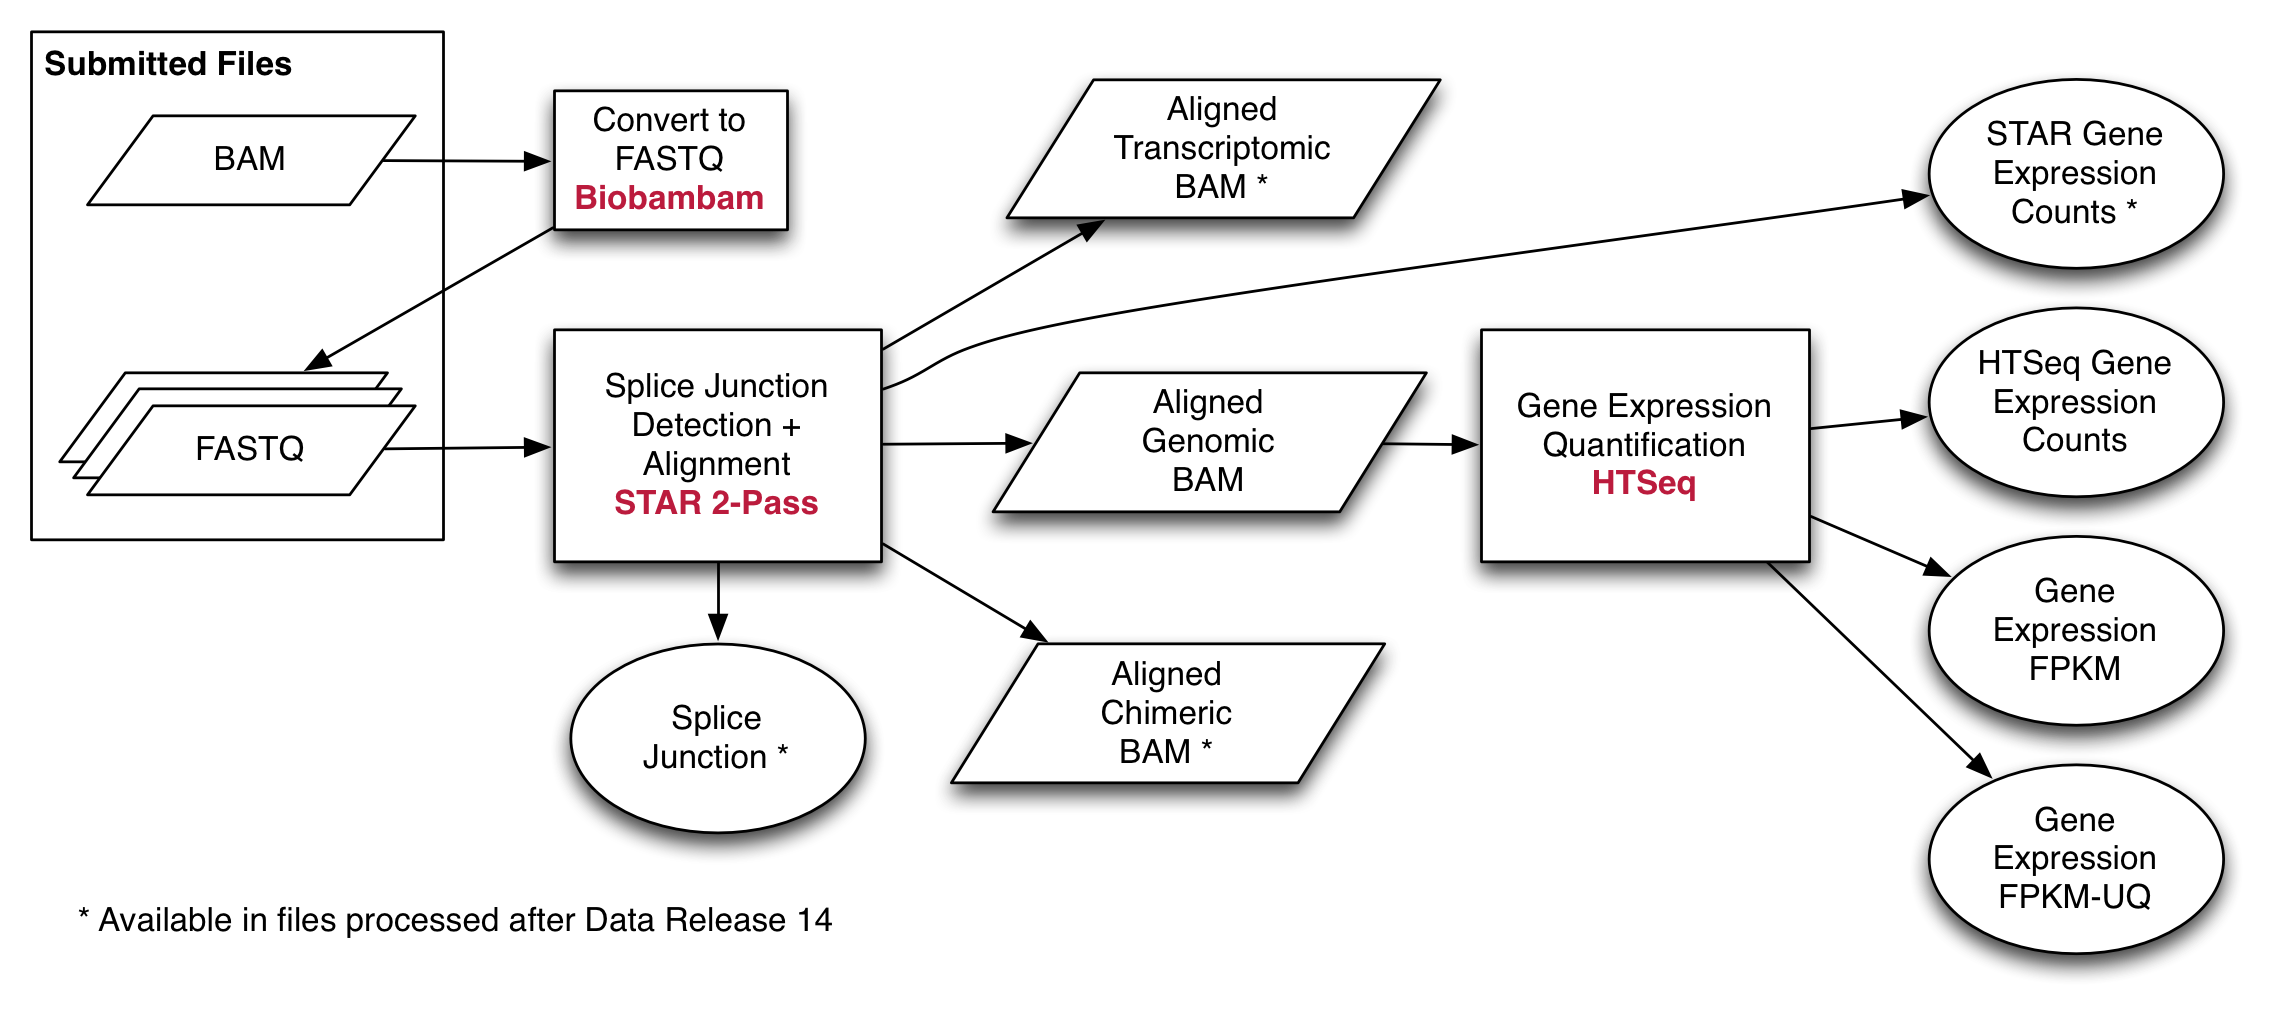 Submitted Files
BAM
Convert to
FASTQ
Biobambam
FASTQ
Splice Junction
Detection +
Alignment
STAR 2-Pass
Splice
Junction *
Aligned
Transcriptomic
BAM *
Aligned
Genomic
BAM
Aligned
Chimeric
BAM *
Gene Expression
Quantification
HTSeq
STAR Gene
Expression
Counts *
HTSeq Gene
Expression
Counts
Gene
Expression
FPKM
Gene
Expression
FPKM-UQ
* Available in files processed after Data Release 14